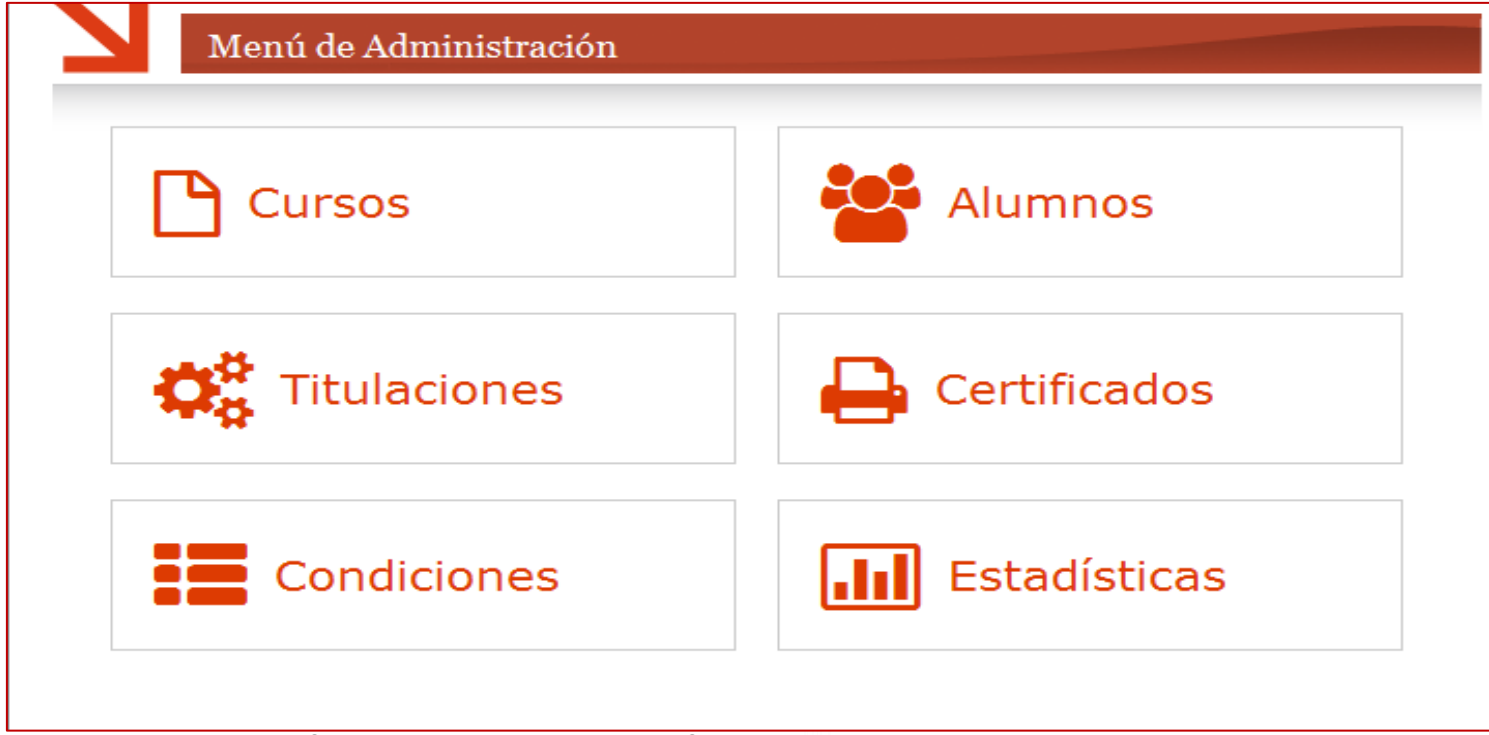 Menú de Administración
Cursos
Alumnos
Titulaciones
Certificados
Condiciones
Estadísticas